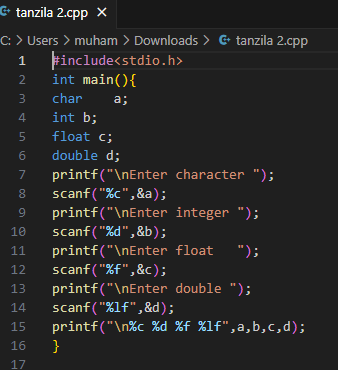 tanzila 2.cpp ×
C: > Users > muham > Downloads > tanzila 2.cpp
1 #include<stdio.h>
2 int main(){
3 char    a;
4 int b;
5 float c;
6 double d;
7 printf("\nEnter character ");
8 scanf("%c",&a);
9 printf("\nEnter integer ");
10 scanf("%d",&b);
11 printf("\nEnter float   ");
12 scanf("%f",&c);
13 printf("\nEnter double ");
14 scanf("%lf",&d);
15 printf("\n%c %d %f %lf",a,b,c,d);
16 }
17